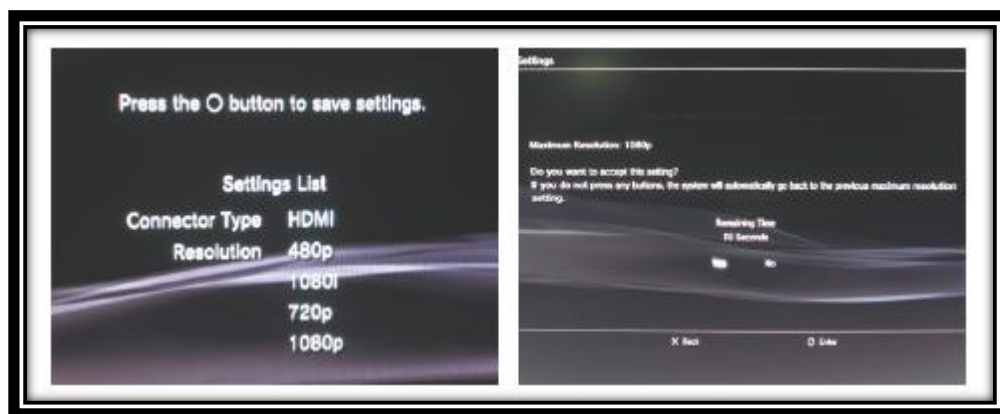 Press the O button to save settings.
Settings List
Connector Type HDMI
Resolution 480p
1080i
720p
1080p
Settings
Maximum Resolution 1080p
Do you want to accept this setting?
If you do not press any buttons, the system will automatically go back to the previous maximum resolution
setting.
Remaining Time
Seconds
No
X Back
O Enter